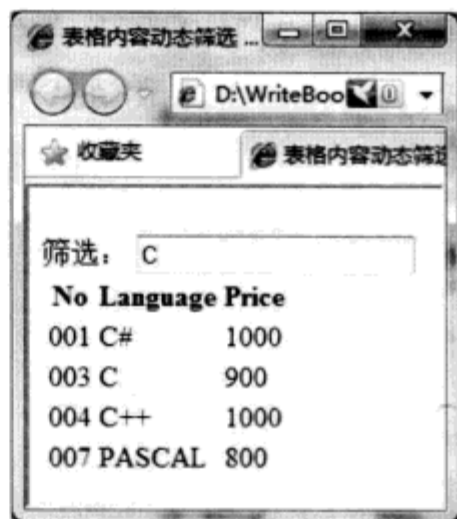 表格内容动态筛选 ...
D:\WriteBoo
收藏夹
表格内容动态筛选
筛选： C
No Language Price
001 C# 1000
003 C 900
004 C++ 1000
007 PASCAL 800